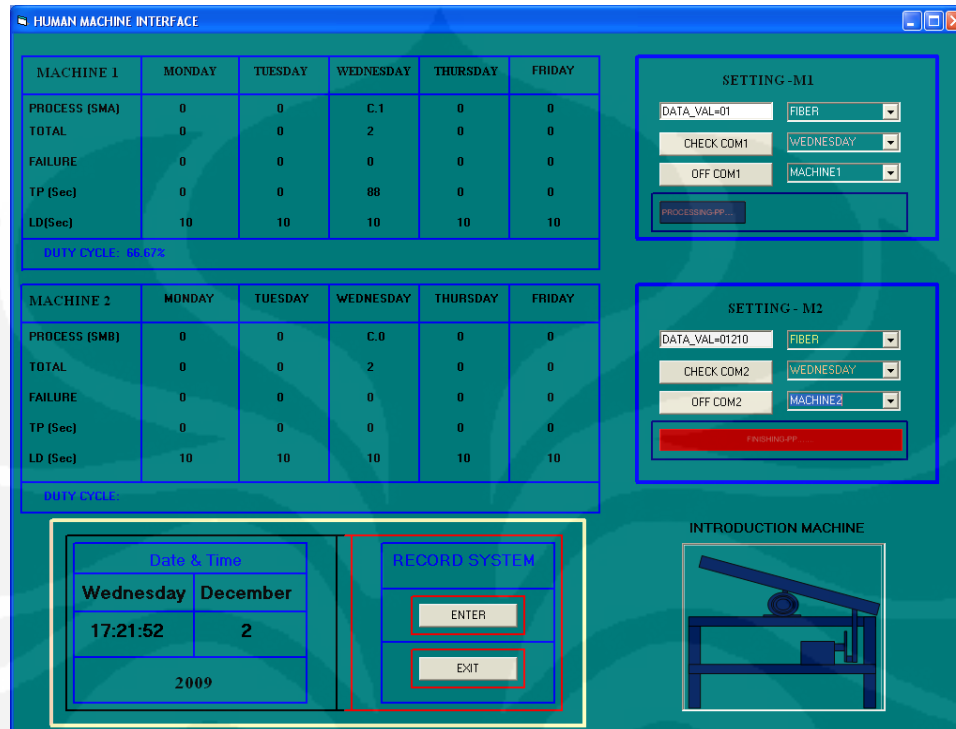 HUMAN MACHINE INTERFACE
MACHINE 1 MONDAY TUESDAY WEDNESDAY THURSDAY FRIDAY
PROCESS (SMA) 0 0 C.1 0 0
TOTAL 0 0 2 0 0
FAILURE 0 0 0 0 0
TP (Sec) 0 0 88 0 0
LD(Sec) 10 10 10 10 10
DUTY CYCLE: 66.67%
SETTING -M1
DATA_VAL=01 FIBER
CHECK COM1 WEDNESDAY
OFF COM1 MACHINE1
PROCESSING-PP....
MACHINE 2 MONDAY TUESDAY WEDNESDAY THURSDAY FRIDAY
PROCESS (SMB) 0 0 C.0 0 0
TOTAL 0 0 2 0 0
FAILURE 0 0 0 0 0
TP (Sec) 0 0 0 0 0
LD (Sec) 10 10 10 10 10
DUTY CYCLE:
SETTING - M2
DATA_VAL=01210 FIBER
CHECK COM2 WEDNESDAY
OFF COM2 MACHINE2
FINISHING-PP......
Date & Time
Wednesday December
17:21:52 2
2009
RECORD SYSTEM
ENTER
EXIT
INTRODUCTION MACHINE